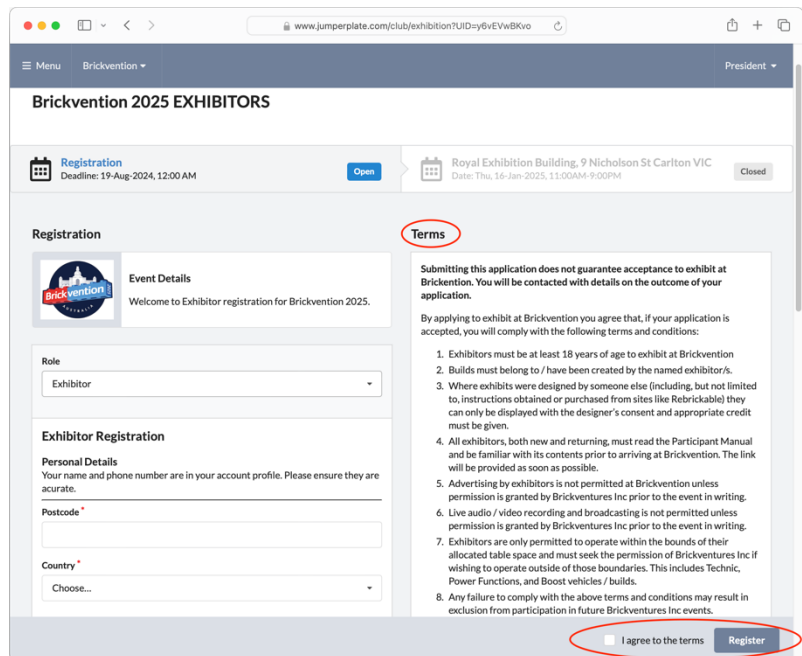 www.jumperplate.com/club/exhibition?UID=y6vEVwBKvo
Menu
Brickvention
President
Brickvention 2025 EXHIBITORS
Registration
Deadline: 19-Aug-2024, 12:00 AM
Open
Royal Exhibition Building, 9 Nicholson St Carlton VIC
Date: Thu, 16-Jan-2025, 11:00AM-9:00PM
Closed
Registration
Brickvention
AUSTRALIA
Event Details
Welcome to Exhibitor registration for Brickvention 2025.
Role
Exhibitor
Exhibitor Registration
Personal Details
Your name and phone number are in your account profile. Please ensure they are
acurate.
Postcode *
Country *
Choose...
Terms
Submitting this application does not guarantee acceptance to exhibit at
Brickention. You will be contacted with details on the outcome of your
application.
By applying to exhibit at Brickvention you agree that, if your application is
accepted, you will comply with the following terms and conditions:
1. Exhibitors must be at least 18 years of age to exhibit at Brickvention
2. Builds must belong to / have been created by the named exhibitor/s.
3. Where exhibits were designed by someone else (including, but not limited
to, instructions obtained or purchased from sites like Rebrickable) they
can only be displayed with the designer's consent and appropriate credit
must be given.
4. All exhibitors, both new and returning, must read the Participant Manual
and be familiar with its contents prior to arriving at Brickvention. The link
will be provided as soon as possible.
5. Advertising by exhibitors is not permitted at Brickvention unless
permission is granted by Brickventures Inc prior to the event in writing.
6. Live audio / video recording and broadcasting is not permitted unless
permission is granted by Brickventures Inc prior to the event in writing.
7. Exhibitors are only permitted to operate within the bounds of their
allocated table space and must seek the permission of Brickventures Inc if
wishing to operate outside of those boundaries. This includes Technic,
Power Functions, and Boost vehicles / builds.
8. Any failure to comply with the above terms and conditions may result in
exclusion from participation in future Brickventures Inc events.
I agree to the terms
Register